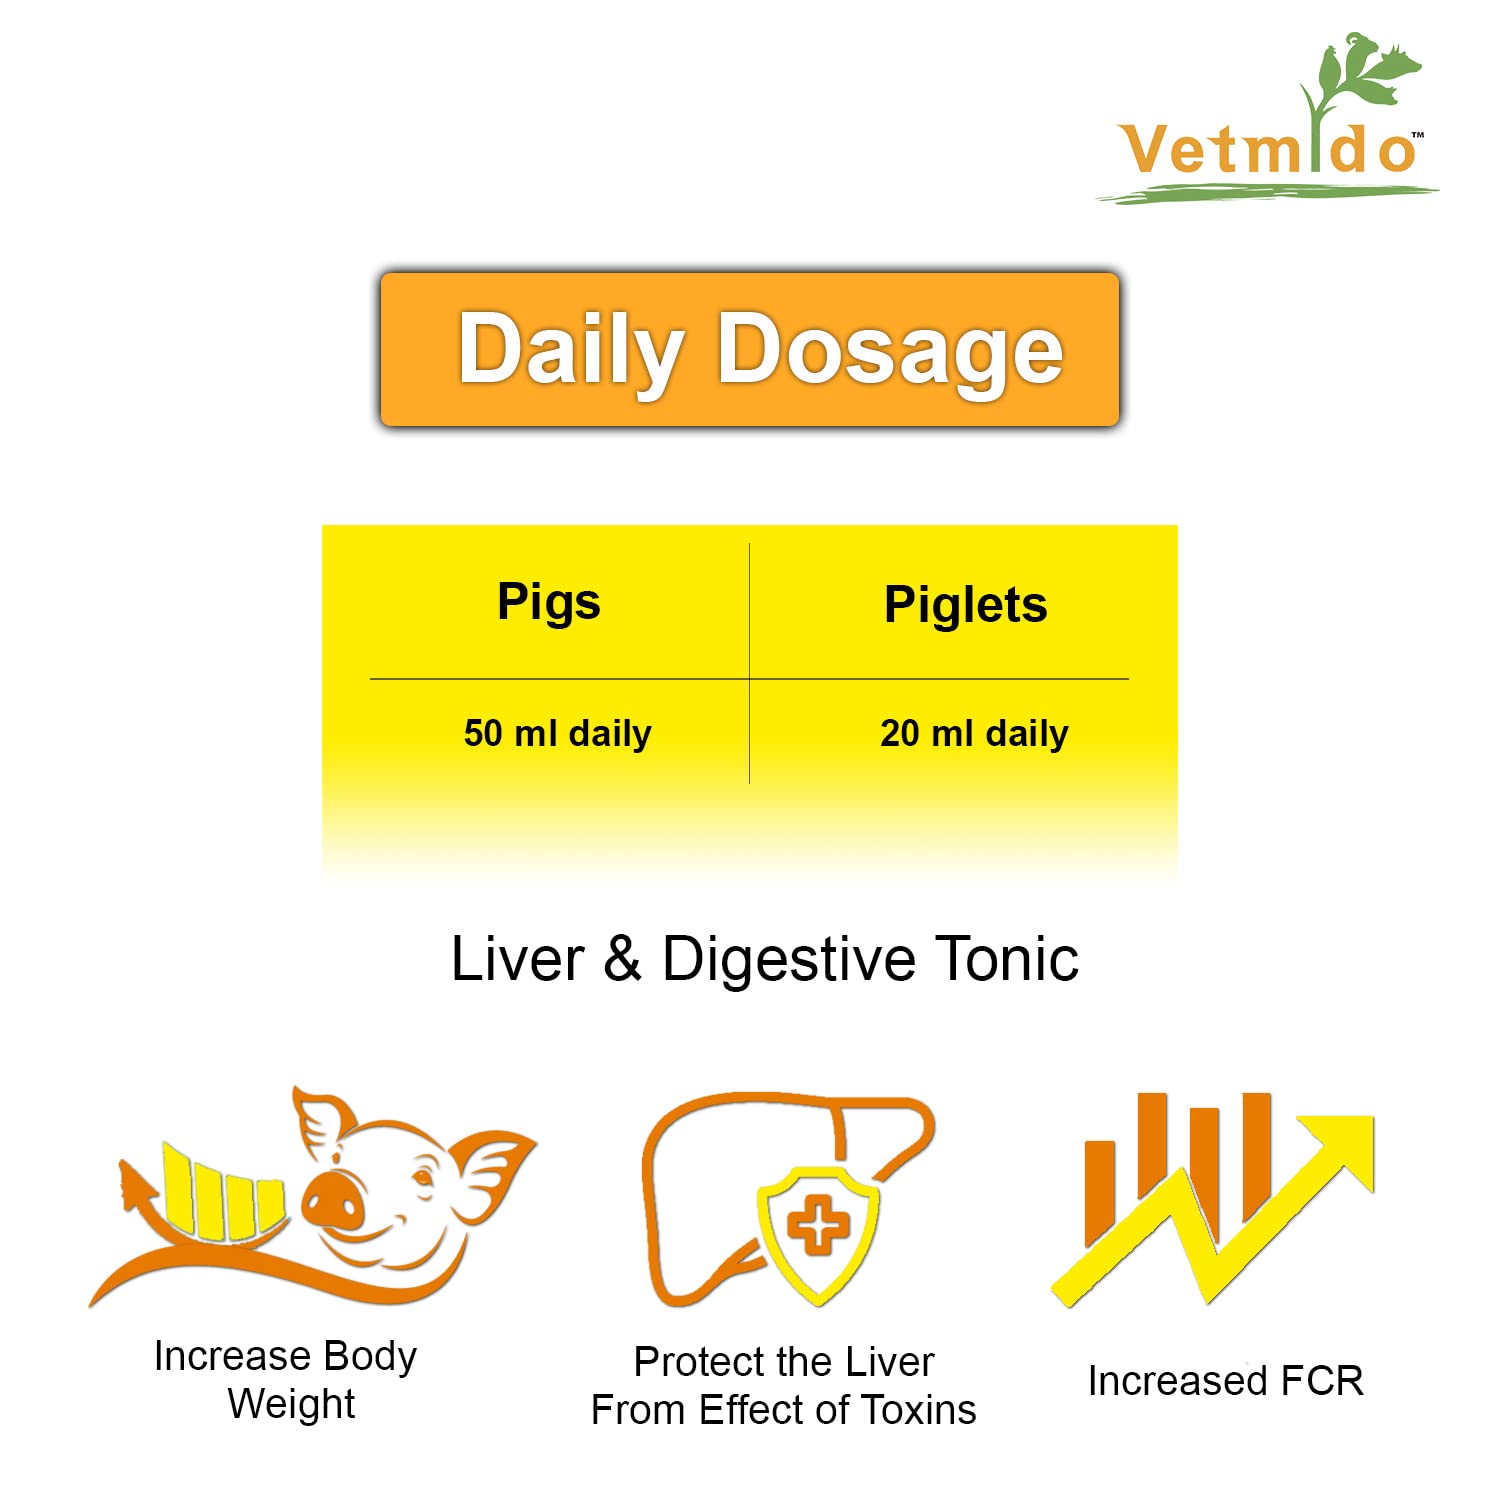 Vetmido™
Daily Dosage
Pigs
Piglets
50 ml daily
20 ml daily
Liver & Digestive Tonic
Increase Body
Weight
Protect the Liver
From Effect of Toxins
Increased FCR